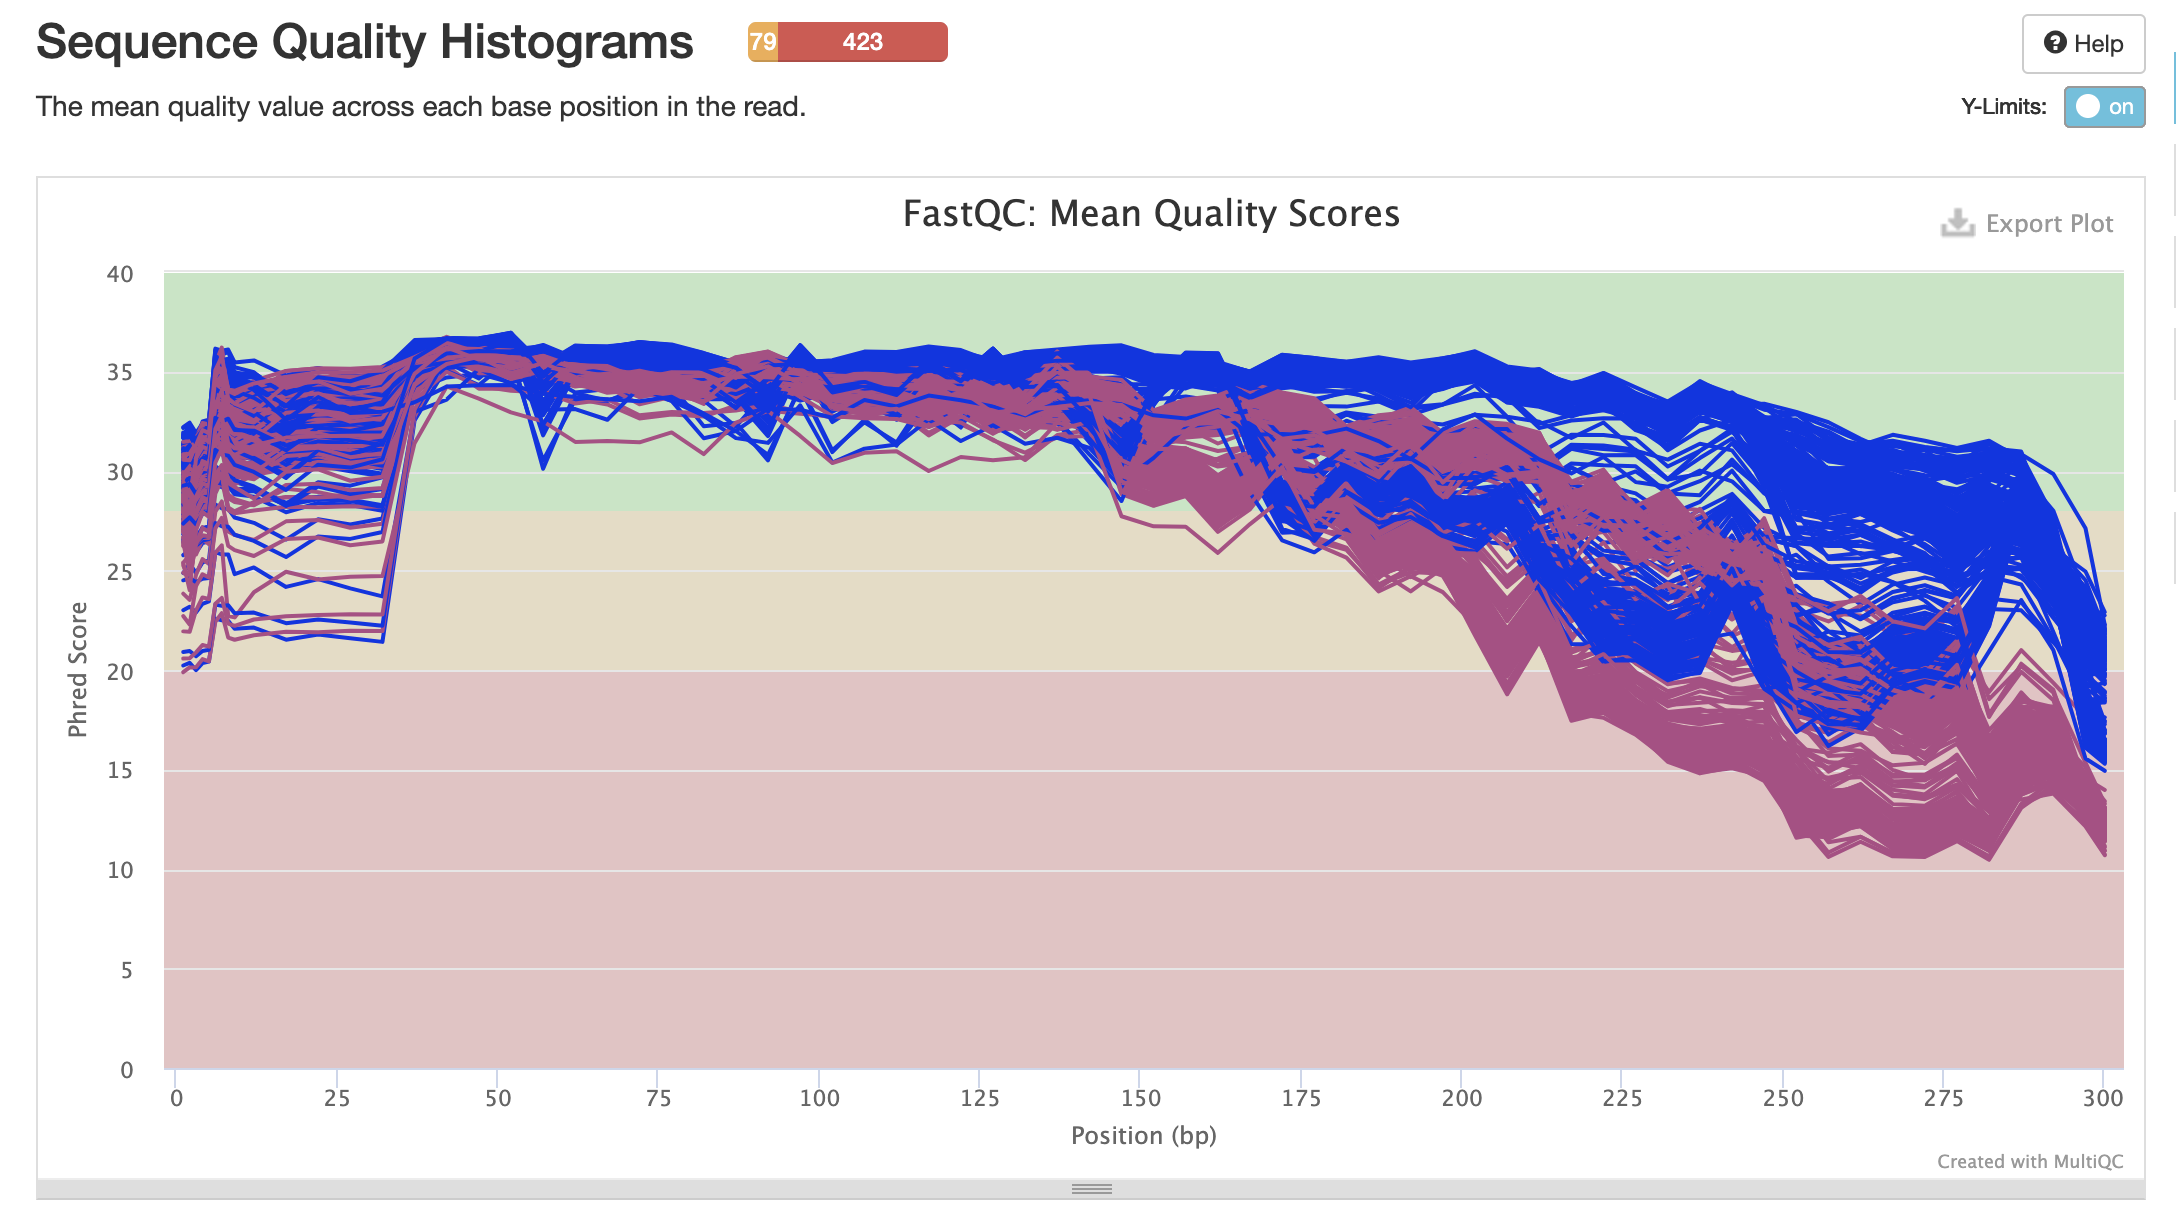 Sequence Quality Histograms 79 423
Help
The mean quality value across each base position in the read.
Y-Limits: on
FastQC: Mean Quality Scores
Export Plot
Phred Score
40
35
30
25
20
15
10
5
0
0 25 50 75 100 125 150 175 200 225 250 275 300
Position (bp)
Created with MultiQC